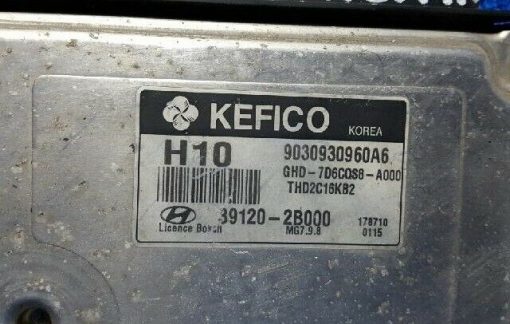 KEFICO
KOREA
H10
9030930960A6
GHD-7D6COS8-A000
THD2C16KB2
39120-2B000
Licence Bosch
MG7.9.8
178710
0115